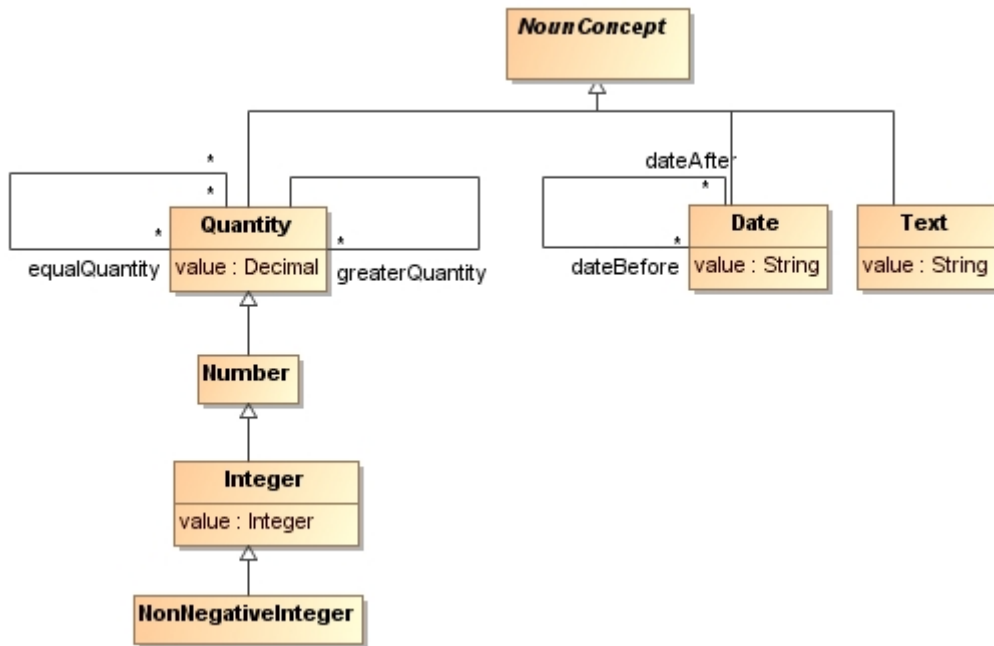 NounConcept
dateAfter
*
*
*
Quantity
*
*
*
Date
Text
equalQuantity
value : Decimal
greaterQuantity
dateBefore
value : String
value : String
Number
Integer
value : Integer
NonNegativeInteger